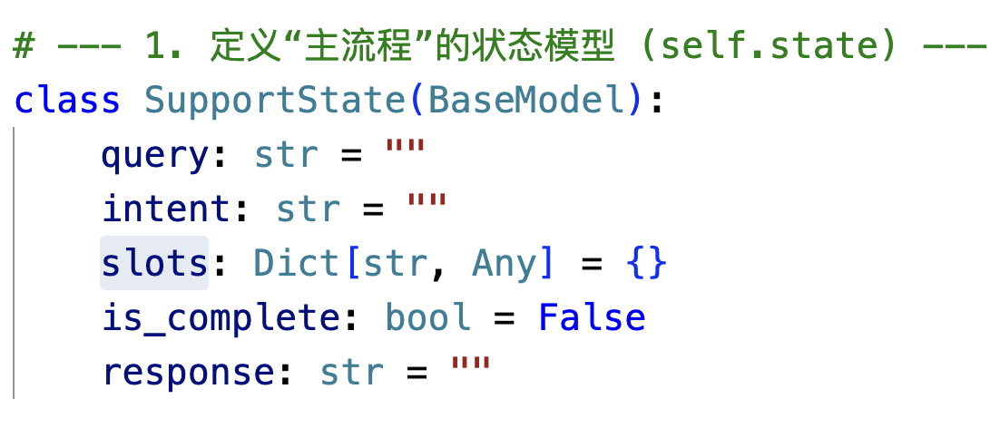 # --- 1. 定义“主流程”的状态模型 (self.state) ---
class SupportState(BaseModel):
    query: str = ""
    intent: str = ""
    slots: Dict[str, Any] = {}
    is_complete: bool = False
    response: str = ""